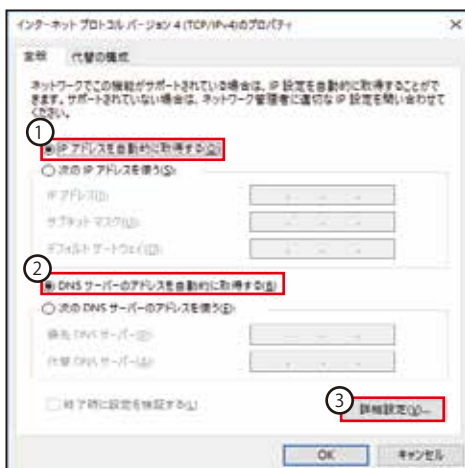 インターネット プロトコル バージョン 4 (TCP/IPv4)のプロパティ
全般 代替の構成
ネットワークでこの機能がサポートされている場合は、IP 設定を自動的に取得することがで
きます。サポートされていない場合は、ネットワーク管理者に適切な IP 設定を問い合わせて
ください。
①
IP アドレスを自動的に取得する(O)
次の IP アドレスを使う(S):
IP アドレス(I):
サブネット マスク(U):
デフォルト ゲートウェイ(D):
②
DNS サーバーのアドレスを自動的に取得する(B)
次の DNS サーバーのアドレスを使う(E):
優先 DNS サーバー(P):
代替 DNS サーバー(A):
終了時に設定を検証する(L)
③
詳細設定(V)...
OK キャンセル